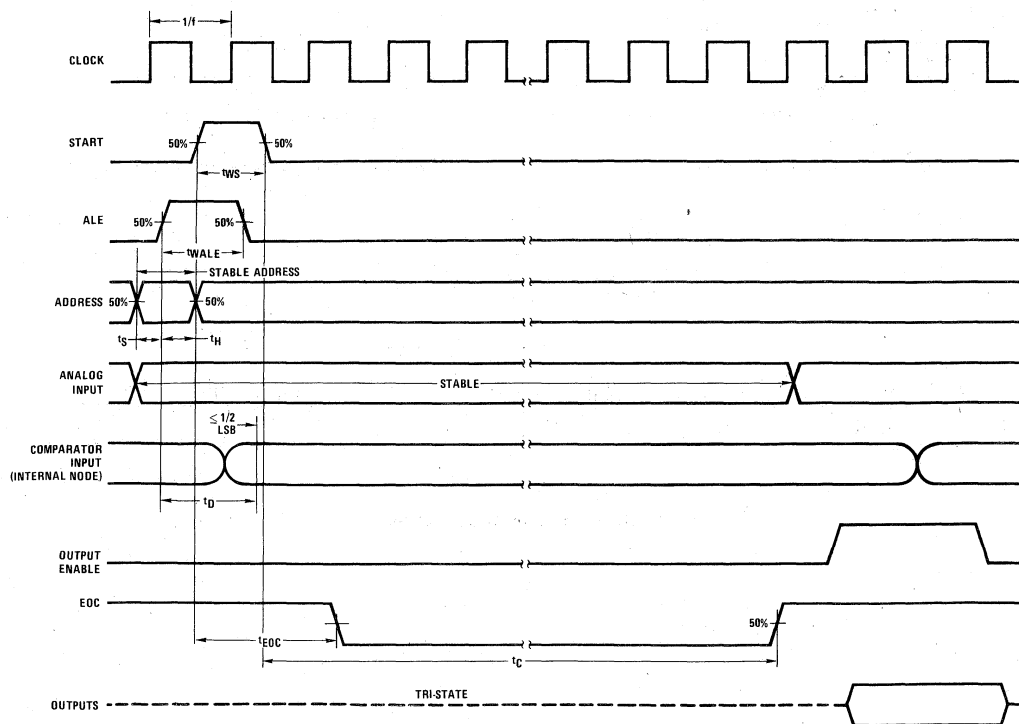 1/f
CLOCK
START
50%
50%
tWS
ALE
50%
50%
tWALE
STABLE ADDRESS
ADDRESS
50%
50%
tS
tH
ANALOG
INPUT
STABLE
≤ 1/2
LSB
COMPARATOR
INPUT
(INTERNAL NODE)
tD
OUTPUT
ENABLE
EOC
50%
tEOC
tC
TRI-STATE
OUTPUTS